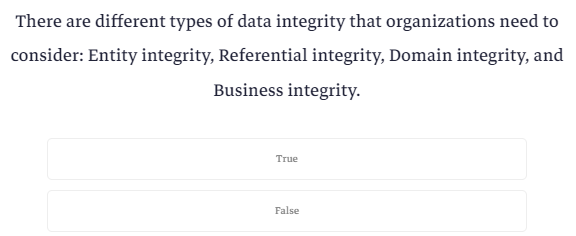 There are different types of data integrity that organizations need to
consider: Entity integrity, Referential integrity, Domain integrity, and
Business integrity.
True
False